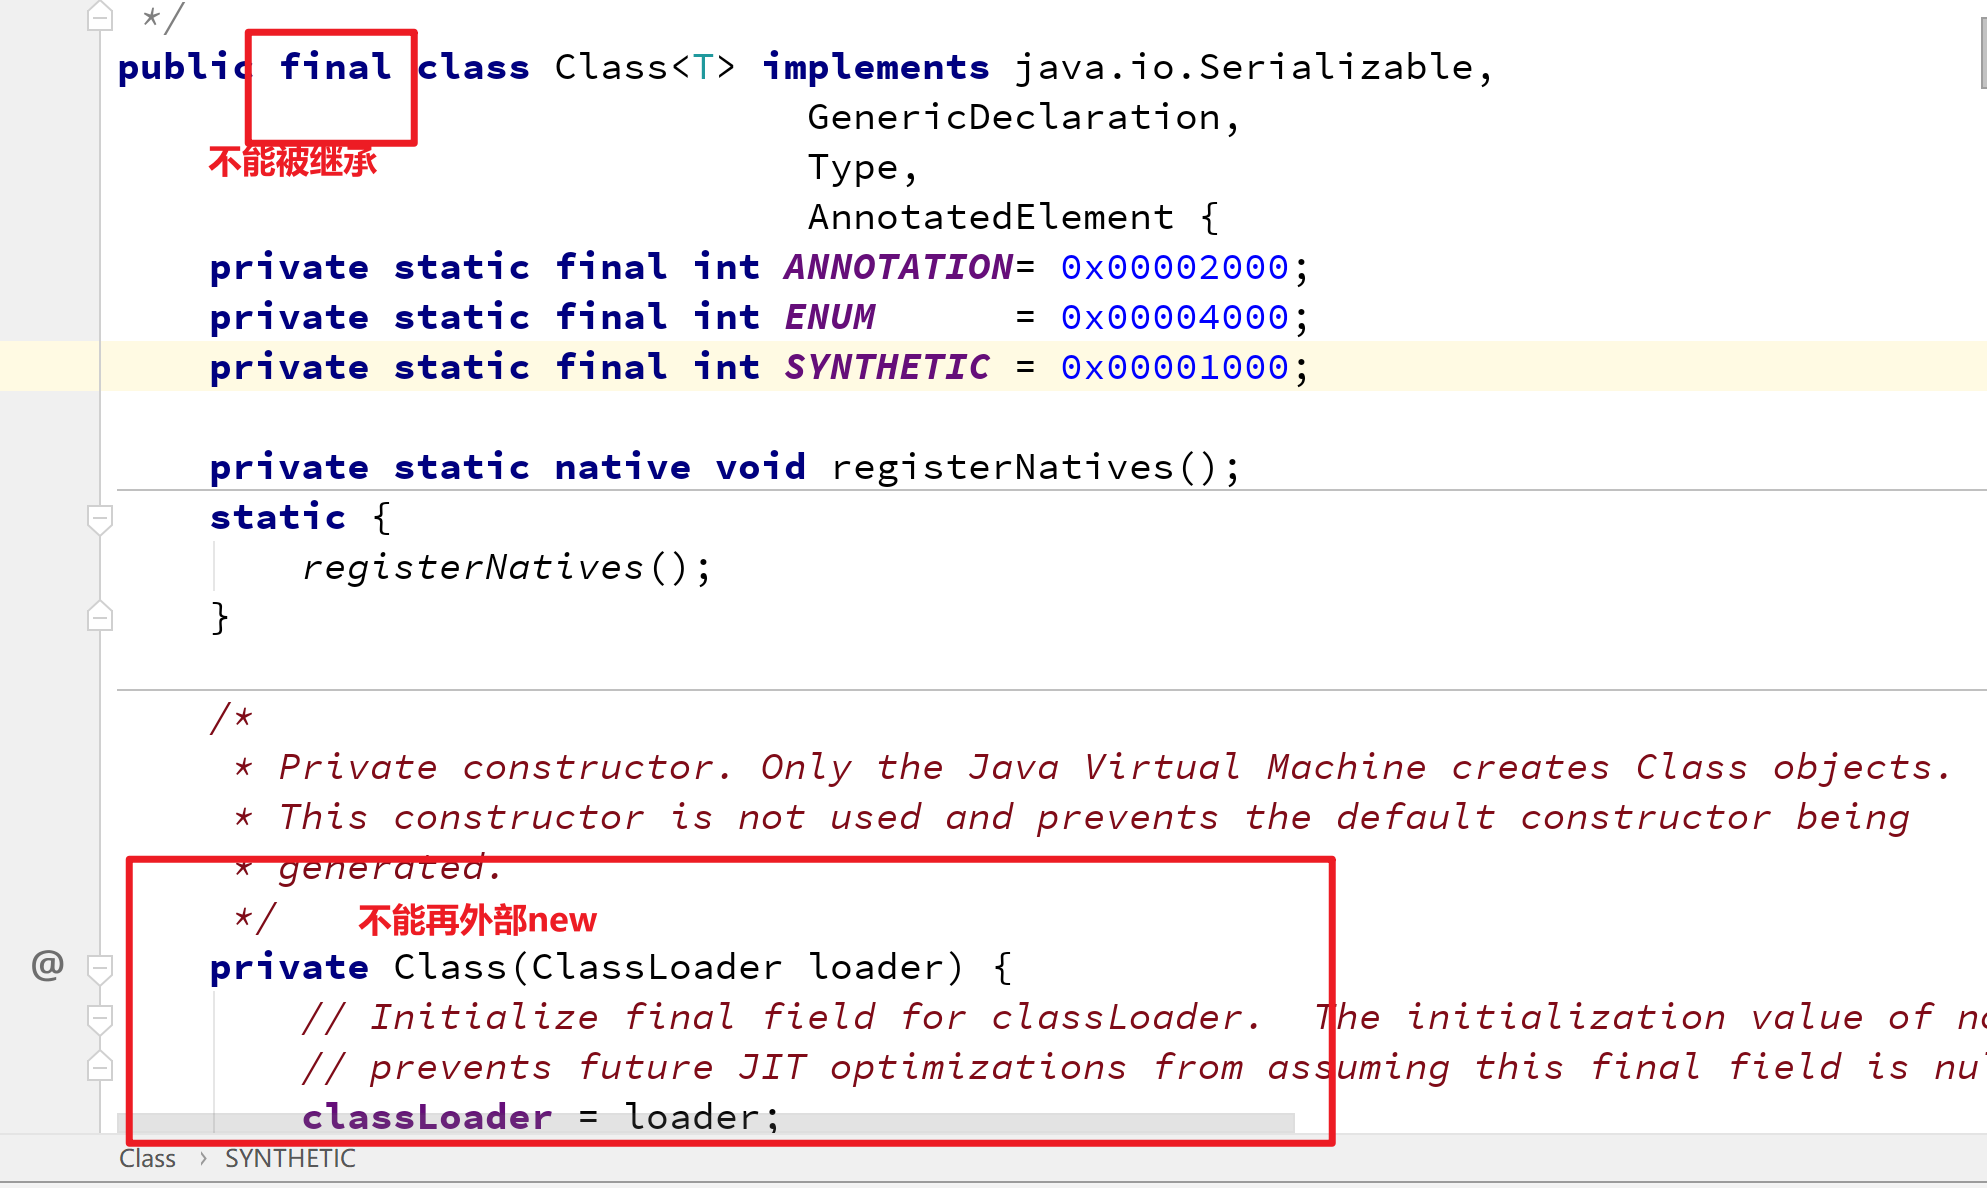 */
public final class Class<T> implements java.io.Serializable,
GenericDeclaration,
不能被继承
Type,
AnnotatedElement {
private static final int ANNOTATION= 0x00002000;
private static final int ENUM      = 0x00004000;
private static final int SYNTHETIC = 0x00001000;
private static native void registerNatives();
static {
registerNatives();
}
/*
* Private constructor. Only the Java Virtual Machine creates Class objects.
* This constructor is not used and prevents the default constructor being
* generated.
*/
不能再外部new
@
private Class(ClassLoader loader) {
// Initialize final field for classLoader.  The initialization value of
// prevents future JIT optimizations from assuming this final field is
classLoader = loader;
Class › SYNTHETIC